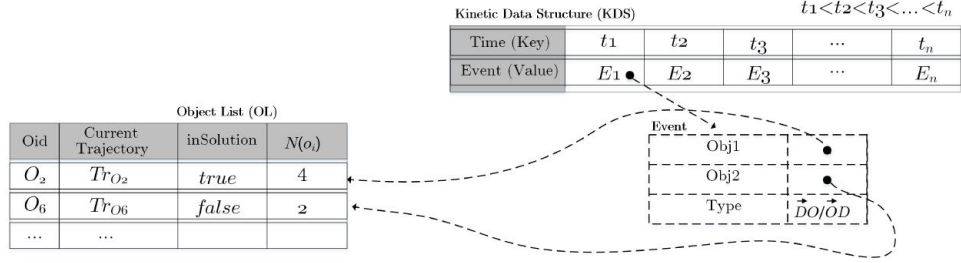 Kinetic Data Structure (KDS)
t1<t2<t3<...<tn
Time (Key) t1 t2 t3 ... tn
Event (Value) E1 E2 E3 ... En
Object List (OL)
Oid Current Trajectory inSolution N(oi)
O2 TrO2 true 4
O6 TrO6 false 2
... ...
Event
Obj1
Obj2
Type DO/OD